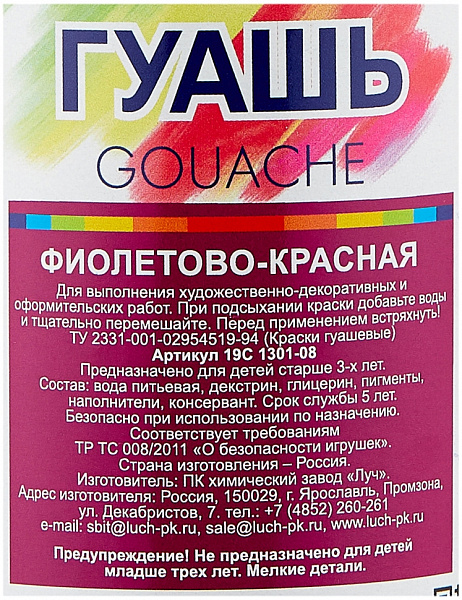 ГУАШЬ
GOUACHE
ФИОЛЕТОВО-КРАСНАЯ
Для выполнения художественно-декоративных и
оформительских работ. При подсыхании краски добавьте воды
и тщательно перемешайте. Перед применением встряхнуть!
ТУ 2331-001-02954519-94 (Краски гуашевые)
Артикул 19С 1301-08
Предназначено для детей старше 3-х лет.
Состав: вода питьевая, декстрин, глицерин, пигменты,
наполнители, консервант. Срок службы 5 лет.
Безопасно при использовании по назначению.
Соответствует требованиям
ТР ТС 008/2011 «О безопасности игрушек».
Страна изготовления – Россия.
Изготовитель: ПК химический завод «Луч».
Адрес изготовителя: Россия, 150029, г. Ярославль, Промзона,
ул. Декабристов, 7. тел.: +7 (4852) 260-261
e-mail: sbit@luch-pk.ru, sale@luch-pk.ru, www.luch-pk.ru
Предупреждение! Не предназначено для детей
младше трех лет. Мелкие детали.